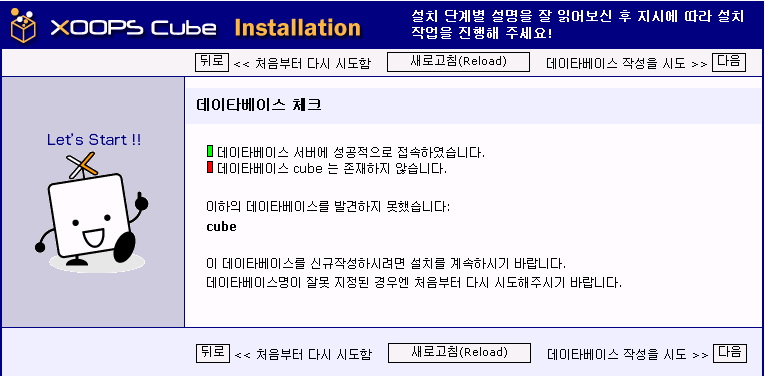 XOOPS Cube Installation
설치 단계별 설명을 잘 읽어보신 후 지시에 따라 설치
작업을 진행해 주세요!
뒤로 << 처음부터 다시 시도함 새로고침(Reload) 데이타베이스 작성을 시도 >> 다음
Let's Start !!
데이타베이스 체크
데이타베이스 서버에 성공적으로 접속하였습니다.
데이타베이스 cube 는 존재하지 않습니다.
이하의 데이타베이스를 발견하지 못했습니다:
cube
이 데이타베이스를 신규작성하시려면 설치를 계속하시기 바랍니다.
데이타베이스명이 잘못 지정된 경우엔 처음부터 다시 시도해주시기 바랍니다.
뒤로 << 처음부터 다시 시도함 새로고침(Reload) 데이타베이스 작성을 시도 >> 다음